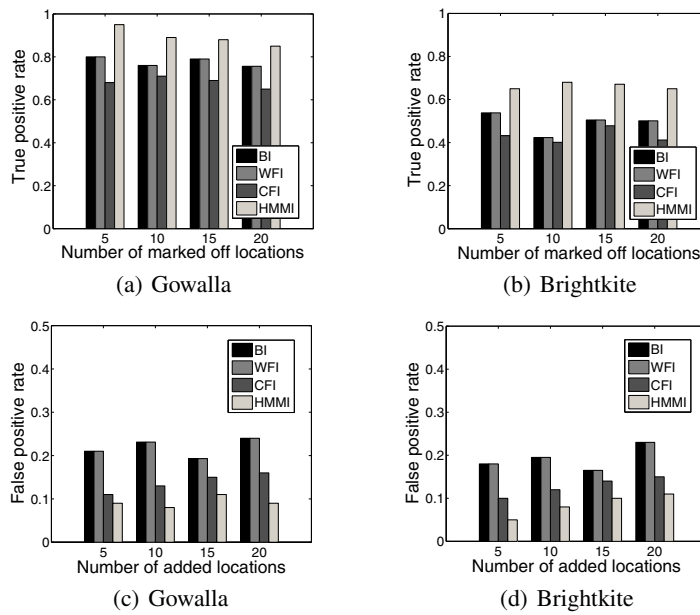 1
0.8
0.6
0.4
0.2
0
True positive rate
BI
WFI
CFI
HMMI
5 10 15 20
Number of marked off locations
(a) Gowalla
1
0.8
0.6
0.4
0.2
0
True positive rate
BI
WFI
CFI
HMMI
5 10 15 20
Number of marked off locations
(b) Brightkite
0.5
0.4
0.3
0.2
0.1
0
False positive rate
BI
WFI
CFI
HMMI
5 10 15 20
Number of added locations
(c) Gowalla
0.5
0.4
0.3
0.2
0.1
0
False positive rate
BI
WFI
CFI
HMMI
5 10 15 20
Number of added locations
(d) Brightkite